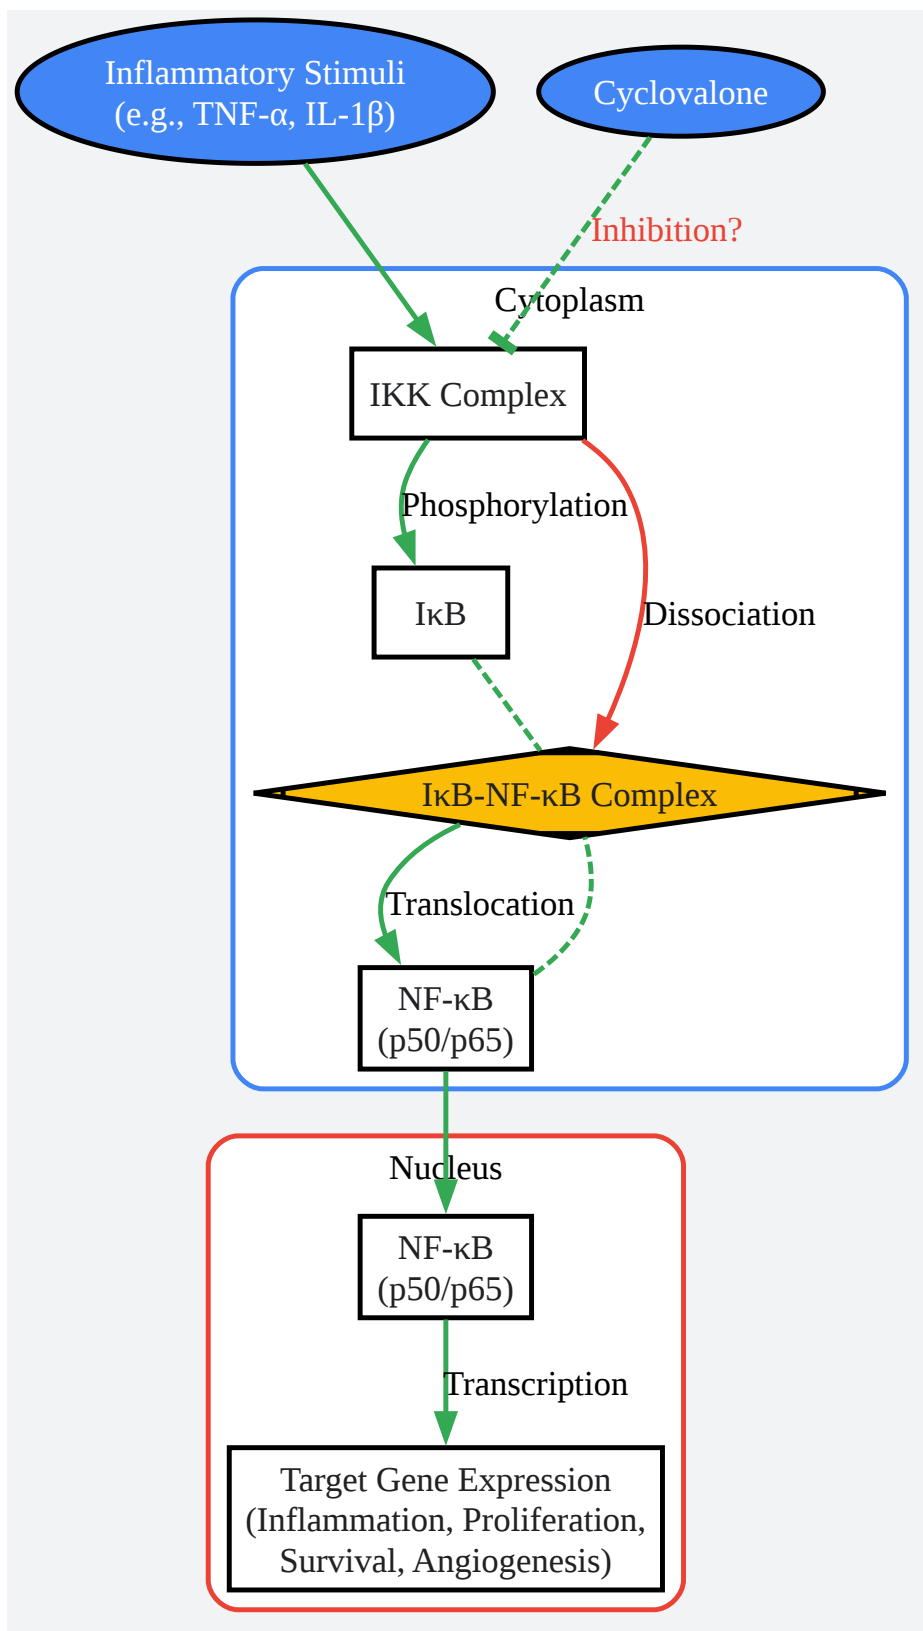 Inflammatory Stimuli
(e.g., TNF-α, IL-1β)
Cyclovalone
Inhibition?
Cytoplasm
IKK Complex
Phosphorylation
IκB
Dissociation
IκB-NF-κB Complex
Translocation
NF-κB
(p50/p65)
Nucleus
NF-κB
(p50/p65)
Transcription
Target Gene Expression
(Inflammation, Proliferation,
Survival, Angiogenesis)